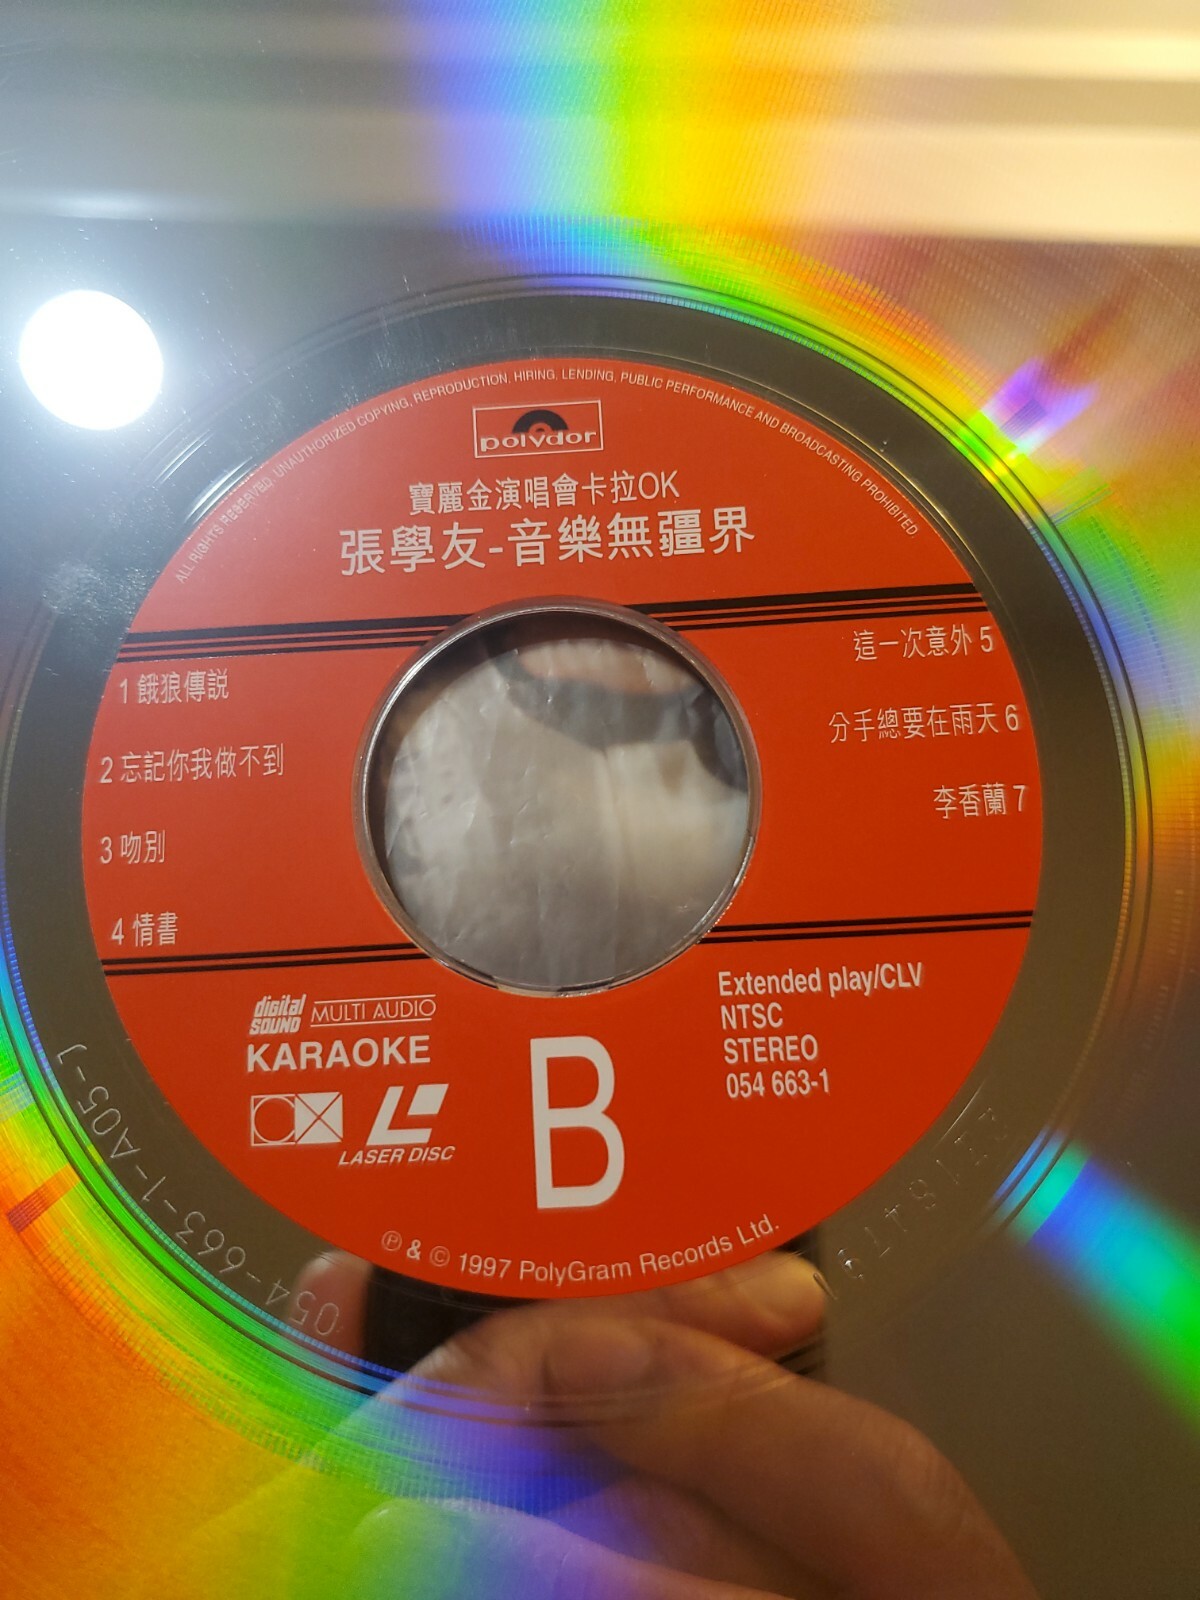 ALL RIGHTS RESERVED. UNAUTHORIZED COPYING, REPRODUCTION, HIRING, LENDING, PUBLIC PERFORMANCE AND BROADCASTING PROHIBITED.
polydor
寶麗金演唱會卡拉OK
張學友-音樂無疆界
1 餓狼傳説
2 忘記你我做不到
3 吻別
4 情書
這一次意外 5
分手總要在雨天 6
李香蘭 7
digital SOUND MULTI AUDIO
KARAOKE
LASER DISC
B
Extended play/CLV
NTSC
STEREO
054 663-1
Ⓟ & © 1997 PolyGram Records Ltd.
054-663-1-A05-J